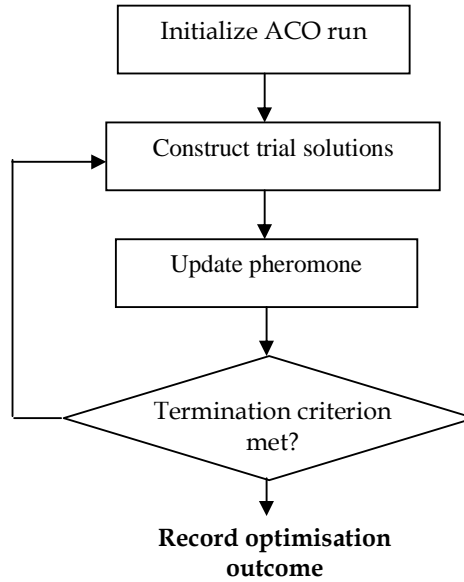 Initialize ACO run
Construct trial solutions
Update pheromone
Termination criterion
met?
Record optimisation
outcome